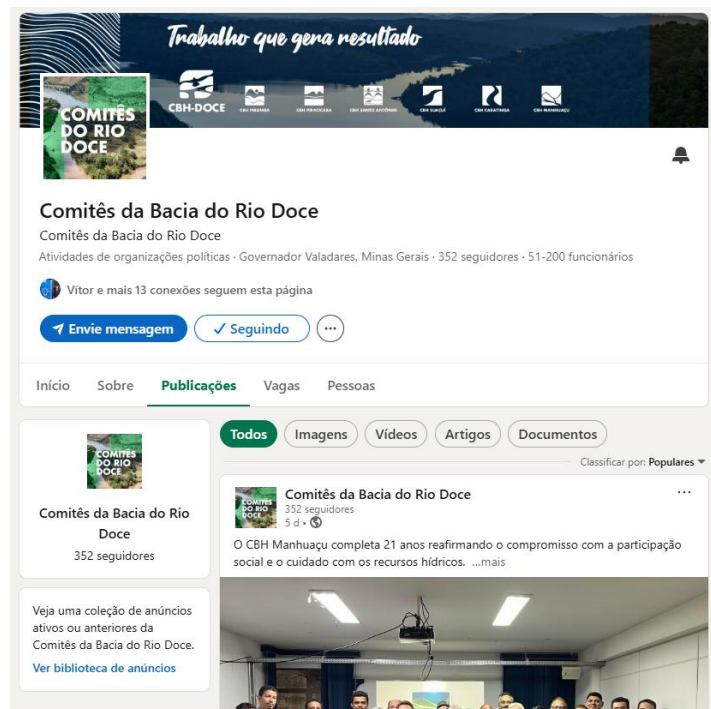 Trabalho que gera resultado
COMITÊS
DO RIO
DOCE
CBH-DOCE
CBH PIRANGA
CBH PIRACICABA
CBH SANTO ANTÔNIO
CBH SUAÇUÍ
CBH CARATINGA
CBH MANHUAÇU
Comitês da Bacia do Rio Doce
Comitês da Bacia do Rio Doce
Atividades de organizações políticas · Governador Valadares, Minas Gerais · 352 seguidores · 51-200 funcionários
Vítor e mais 13 conexões seguem esta página
Envie mensagem
Seguindo
Início Sobre Publicações Vagas Pessoas
Todos Imagens Vídeos Artigos Documentos
Classificar por: Populares
COMITÊS
DO RIO
DOCE
Comitês da Bacia do Rio
Doce
352 seguidores
Veja uma coleção de anúncios
ativos ou anteriores da
Comitês da Bacia do Rio Doce.
Ver biblioteca de anúncios
COMITÊS
DO RIO
DOCE
Comitês da Bacia do Rio Doce
352 seguidores
5 d •
O CBH Manhuaçu completa 21 anos reafirmando o compromisso com a participação
social e o cuidado com os recursos hídricos. ...mais